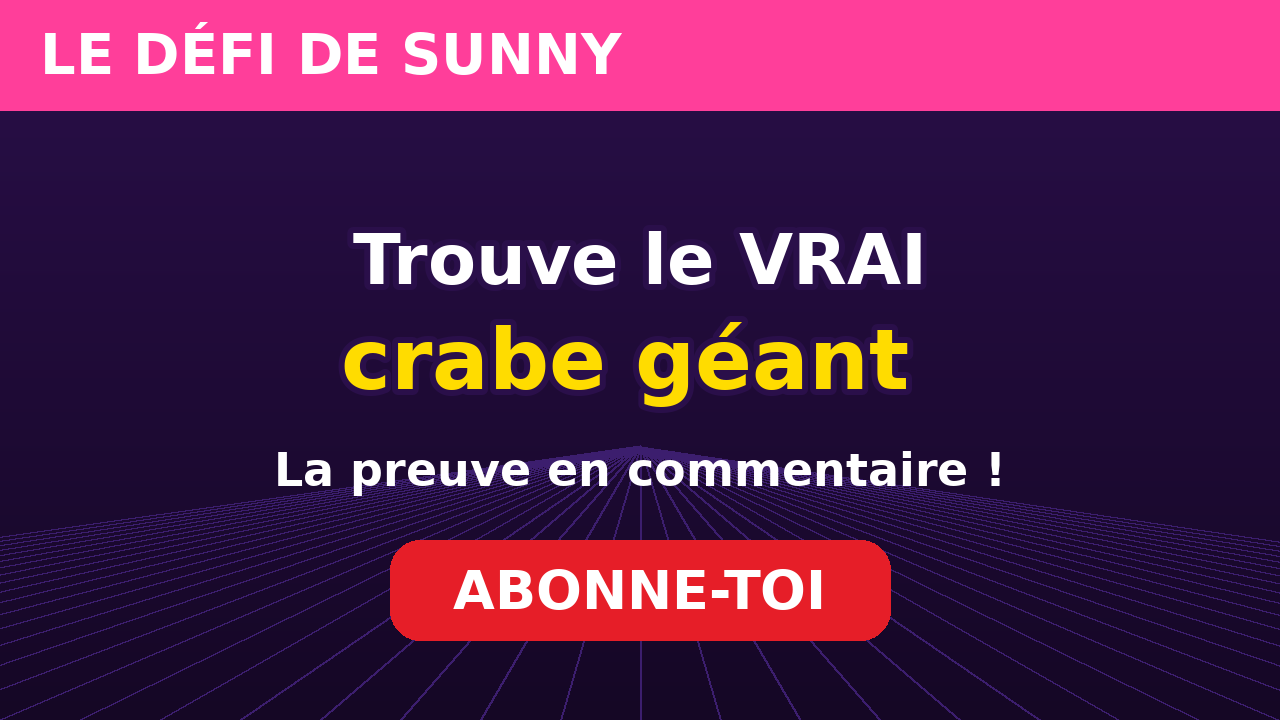 LE DÉFI DE SUNNY
Trouve le VRAI
crabe géant
La preuve en commentaire !
ABONNE-TOI